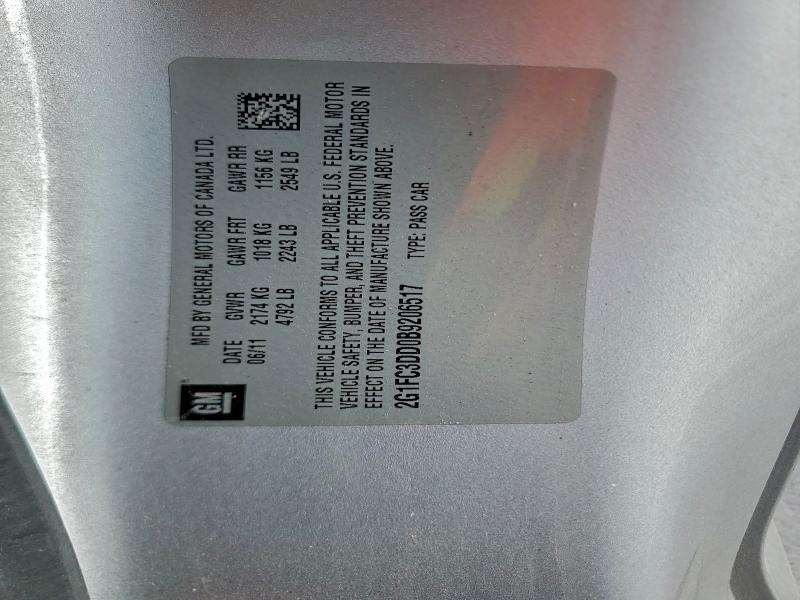 GM
MFD BY GENERAL MOTORS OF CANADA LTD.
DATE GVWR GAWR FRT GAWR RR
06/11 2174 KG 1018 KG 1156 KG
4792 LB 2243 LB 2549 LB
THIS VEHICLE CONFORMS TO ALL APPLICABLE U.S. FEDERAL MOTOR
VEHICLE SAFETY, BUMPER, AND THEFT PREVENTION STANDARDS IN
EFFECT ON THE DATE OF MANUFACTURE SHOWN ABOVE.
2G1FC3DD0B9206517 TYPE: PASS CAR